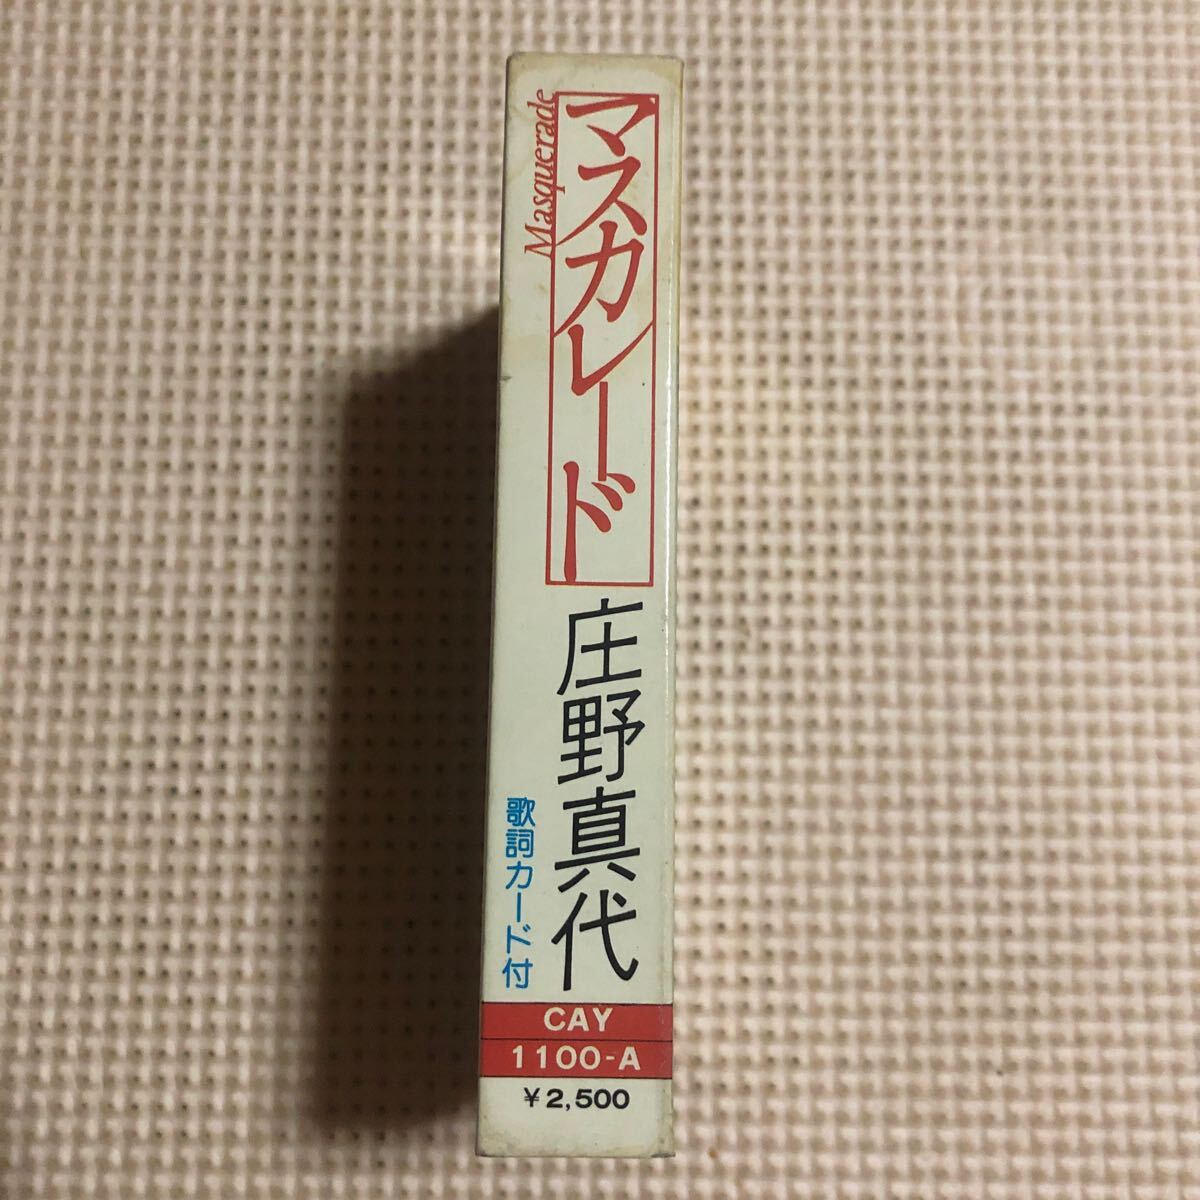 マスカレード
Masquerade
庄野真代
歌詞カード付
CAY
1100-A
¥2,500